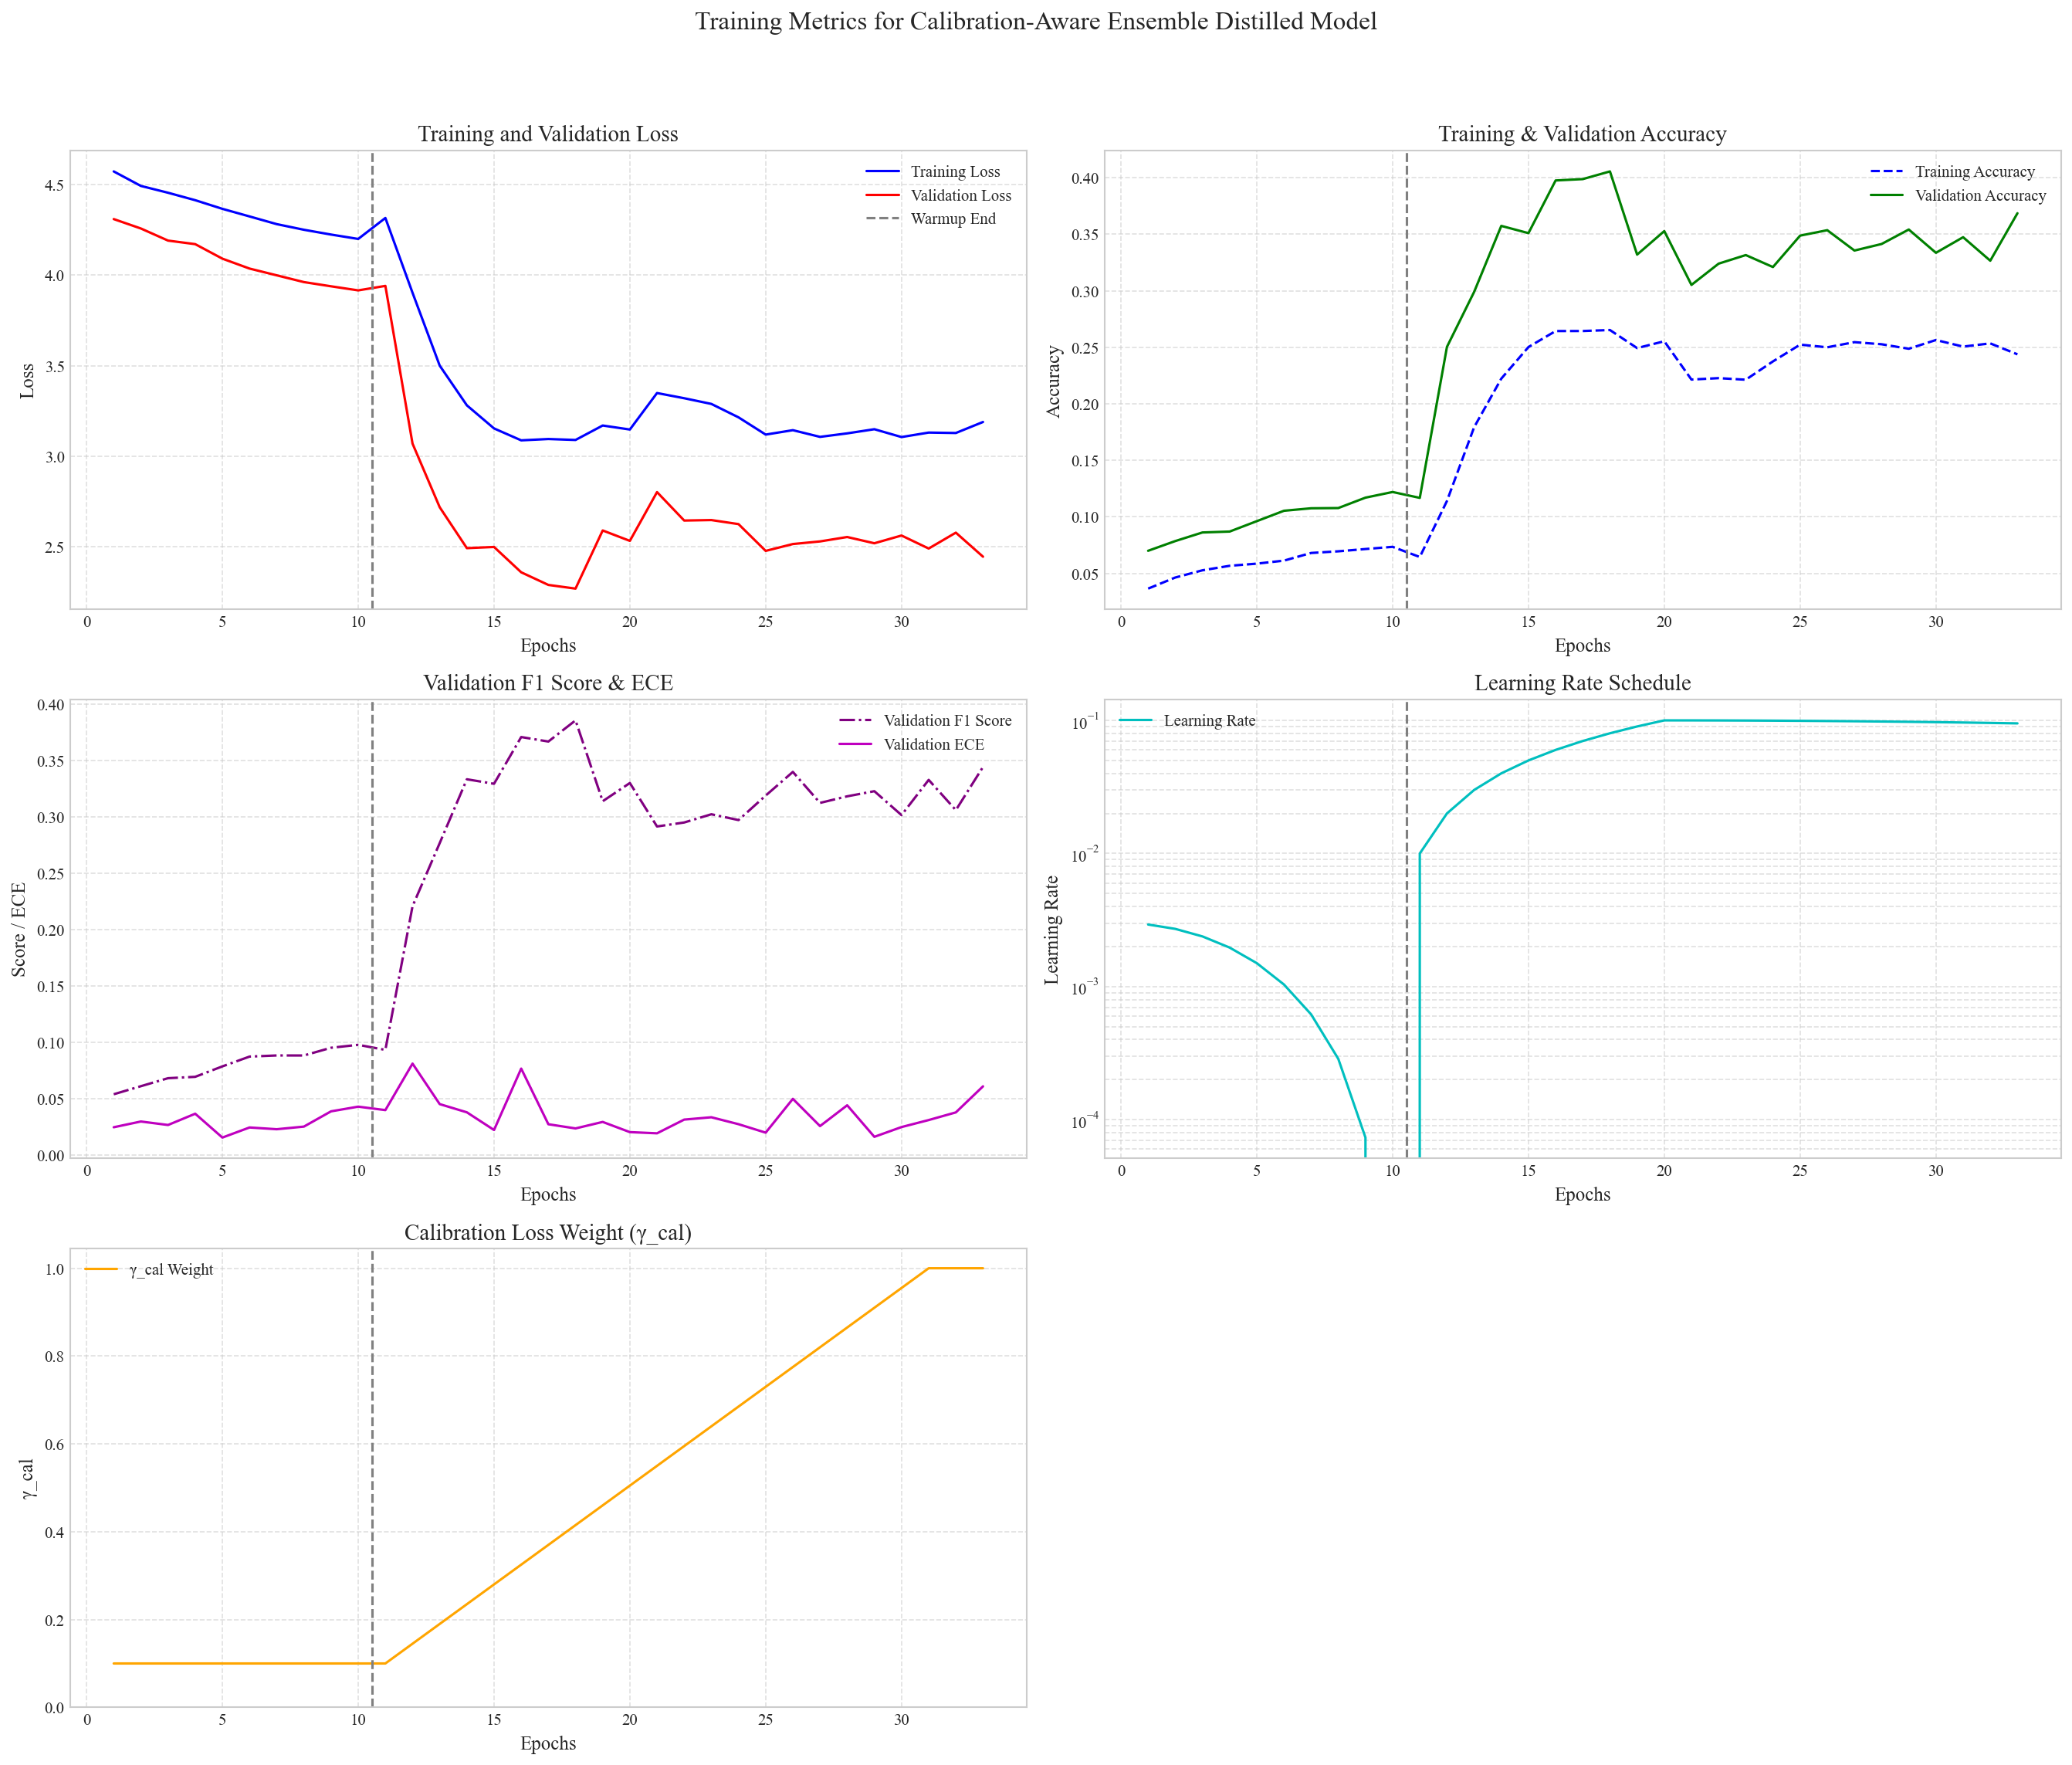 Training Metrics for Calibration-Aware Ensemble Distilled Model
Training and Validation Loss
Training Loss
Validation Loss
Warmup End
4.5
4.0
3.5
3.0
2.5
Loss
0 5 10 15 20 25 30
Epochs
Training & Validation Accuracy
Training Accuracy
Validation Accuracy
0.40
0.35
0.30
0.25
0.20
0.15
0.10
0.05
Accuracy
0 5 10 15 20 25 30
Epochs
Validation F1 Score & ECE
Validation F1 Score
Validation ECE
0.40
0.35
0.30
0.25
0.20
0.15
0.10
0.05
0.00
Score / ECE
0 5 10 15 20 25 30
Epochs
Learning Rate Schedule
Learning Rate
10⁻¹
10⁻²
10⁻³
10⁻⁴
Learning Rate
0 5 10 15 20 25 30
Epochs
Calibration Loss Weight (γ_cal)
γ_cal Weight
1.0
0.8
0.6
0.4
0.2
0.0
γ_cal
0 5 10 15 20 25 30
Epochs